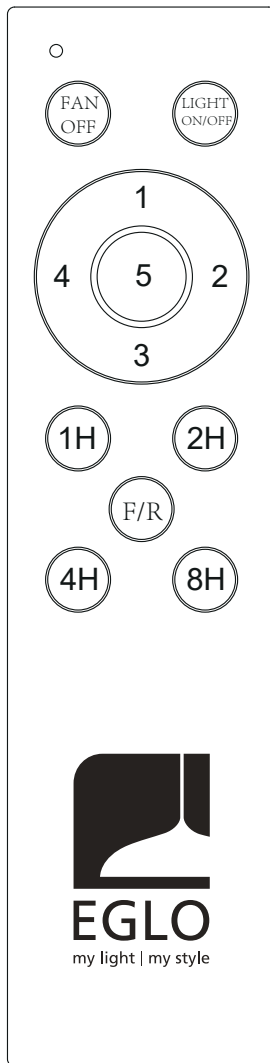 FAN
OFF
LIGHT
ON/OFF
1
4 5 2
3
1H 2H
F/R
4H 8H
EGLO
my light | my style